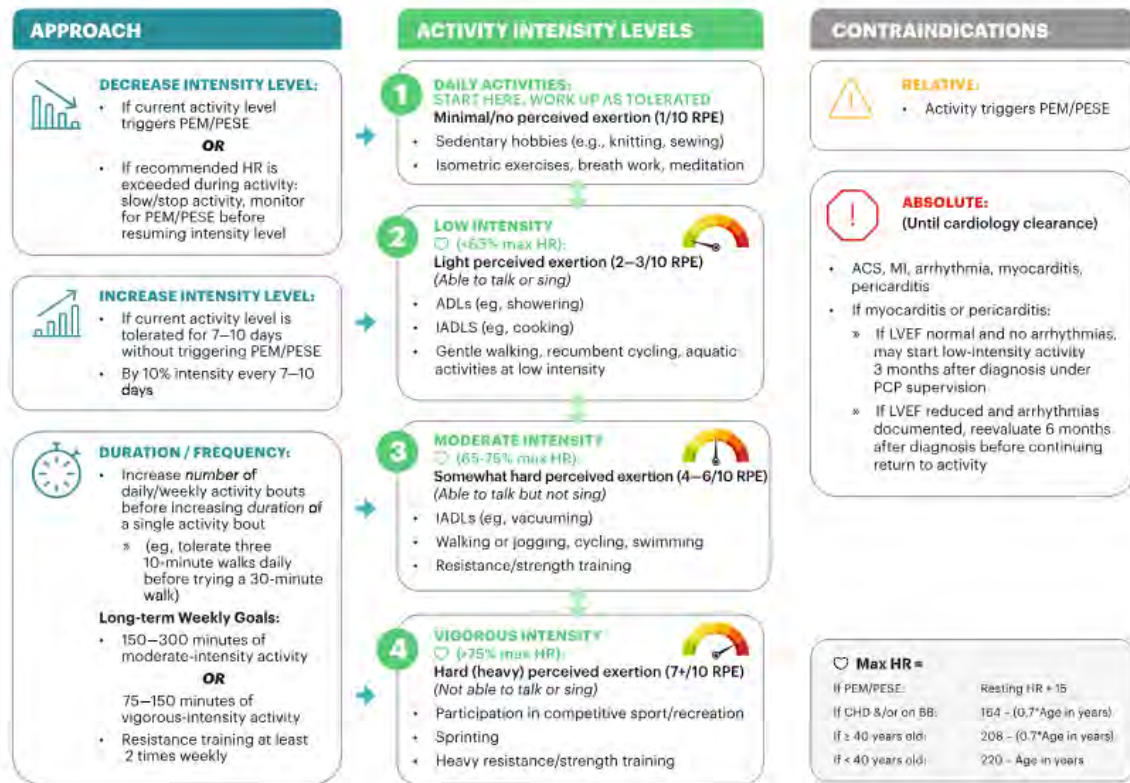 APPROACH
DECREASE INTENSITY LEVEL:
• If current activity level
triggers PEM/PESE
OR
• If recommended HR is
exceeded during activity:
slow/stop activity, monitor
for PEM/PESE before
resuming intensity level
INCREASE INTENSITY LEVEL:
• If current activity level is
tolerated for 7–10 days
without triggering PEM/PESE
• By 10% intensity every 7–10
days
DURATION / FREQUENCY:
• Increase number of
daily/weekly activity bouts
before increasing duration of
a single activity bout
» (eg, tolerate three
10-minute walks daily
before trying a 30-minute
walk)
Long-term Weekly Goals:
• 150–300 minutes of
moderate-intensity activity
OR
75–150 minutes of
vigorous-intensity activity
• Resistance training at least
2 times weekly
ACTIVITY INTENSITY LEVELS
1
DAILY ACTIVITIES:
START HERE, WORK UP AS TOLERATED
Minimal/no perceived exertion (1/10 RPE)
• Sedentary hobbies (e.g., knitting, sewing)
• Isometric exercises, breath work, meditation
2
LOW INTENSITY
(<65% max HR):
Light perceived exertion (2–3/10 RPE)
(Able to talk or sing)
• ADLs (eg, showering)
• IADLS (eg, cooking)
• Gentle walking, recumbent cycling, aquatic
activities at low intensity
3
MODERATE INTENSITY
(65-75% max HR):
Somewhat hard perceived exertion (4–6/10 RPE)
(Able to talk but not sing)
• IADLs (eg, vacuuming)
• Walking or jogging, cycling, swimming
• Resistance/strength training
4
VIGOROUS INTENSITY
(>75% max HR):
Hard (heavy) perceived exertion (7+/10 RPE)
(Not able to talk or sing)
• Participation in competitive sport/recreation
• Sprinting
• Heavy resistance/strength training
CONTRAINDICATIONS
RELATIVE:
• Activity triggers PEM/PESE
ABSOLUTE:
(Until cardiology clearance)
• ACS, MI, arrhythmia, myocarditis,
pericarditis
• If myocarditis or pericarditis:
» If LVEF normal and no arrhythmias,
may start low-intensity activity
3 months after diagnosis under
PCP supervision
» If LVEF reduced and arrhythmias
documented, reevaluate 6 months
after diagnosis before continuing
return to activity
Max HR =
If PEM/PESE: Resting HR + 15
If CHD &/or on BB: 164 – (0.7*Age in years)
If ≥ 40 years old: 208 – (0.7*Age in years)
If < 40 years old: 220 – Age in years